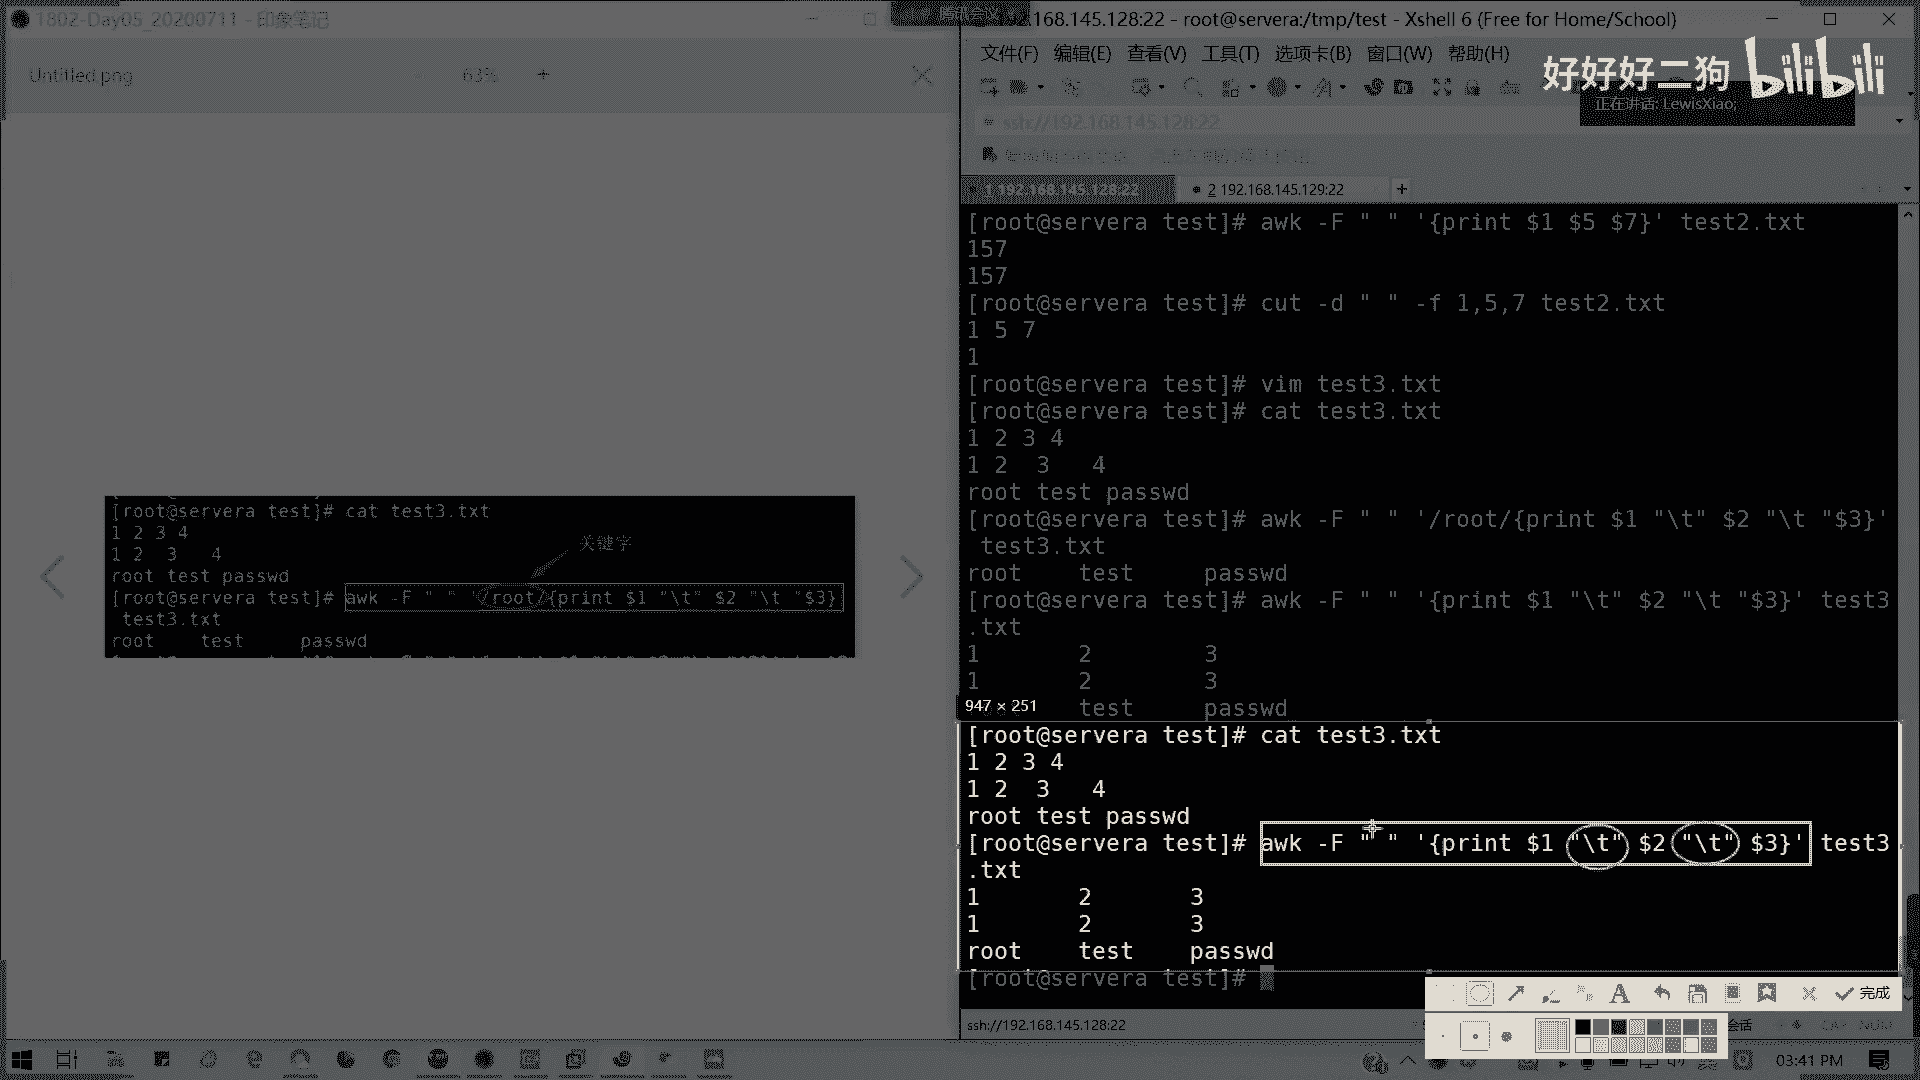 1802-Day05_20200711 - 印象笔记
Untitled.png
63%
+
[root@servera test]# cat test3.txt
1 2 3 4
1 2  3   4
root test passwd
关键字
[root@servera test]# awk -F " " '/root/{print $1 "\t" $2 "\t "$3}
test3.txt
root    test    passwd
192.168.145.128:22 - root@servera:/tmp/test - Xshell 6 (Free for Home/School)
文件(F) 编辑(E) 查看(V) 工具(T) 选项卡(B) 窗口(W) 帮助(H)
好好好二狗 bilibili
正在讲话: LewisXiao;
ssh://192.168.145.128:22
1 192.168.145.128:22
2 192.168.145.129:22
+
[root@servera test]# awk -F " " '{print $1 $5 $7}' test2.txt
157
157
[root@servera test]# cut -d " " -f 1,5,7 test2.txt
1 5 7
1
[root@servera test]# vim test3.txt
[root@servera test]# cat test3.txt
1 2 3 4
1 2  3   4
root test passwd
[root@servera test]# awk -F " " '/root/{print $1 "\t" $2 "\t "$3}'
test3.txt
root    test     passwd
[root@servera test]# awk -F " " '{print $1 "\t" $2 "\t "$3}' test3
.txt
1       2        3
1       2        3
test     passwd
947 × 251
[root@servera test]# cat test3.txt
1 2 3 4
1 2  3   4
root test passwd
[root@servera test]# awk -F " " '{print $1 "\t" $2 "\t" $3}' test3
.txt
1       2       3
1       2       3
root    test    passwd
[root@servera test]#
完成
ssh://192.168.145.128:22
会话
CAP NUM
03:41 PM